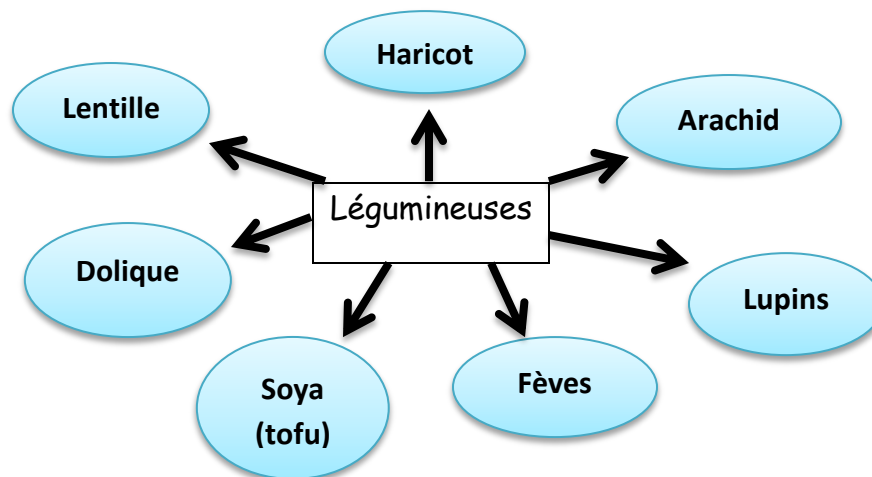 Haricot
Lentille
Arachid
Légumineuses
Dolique
Lupins
Soya
(tofu)
Fèves